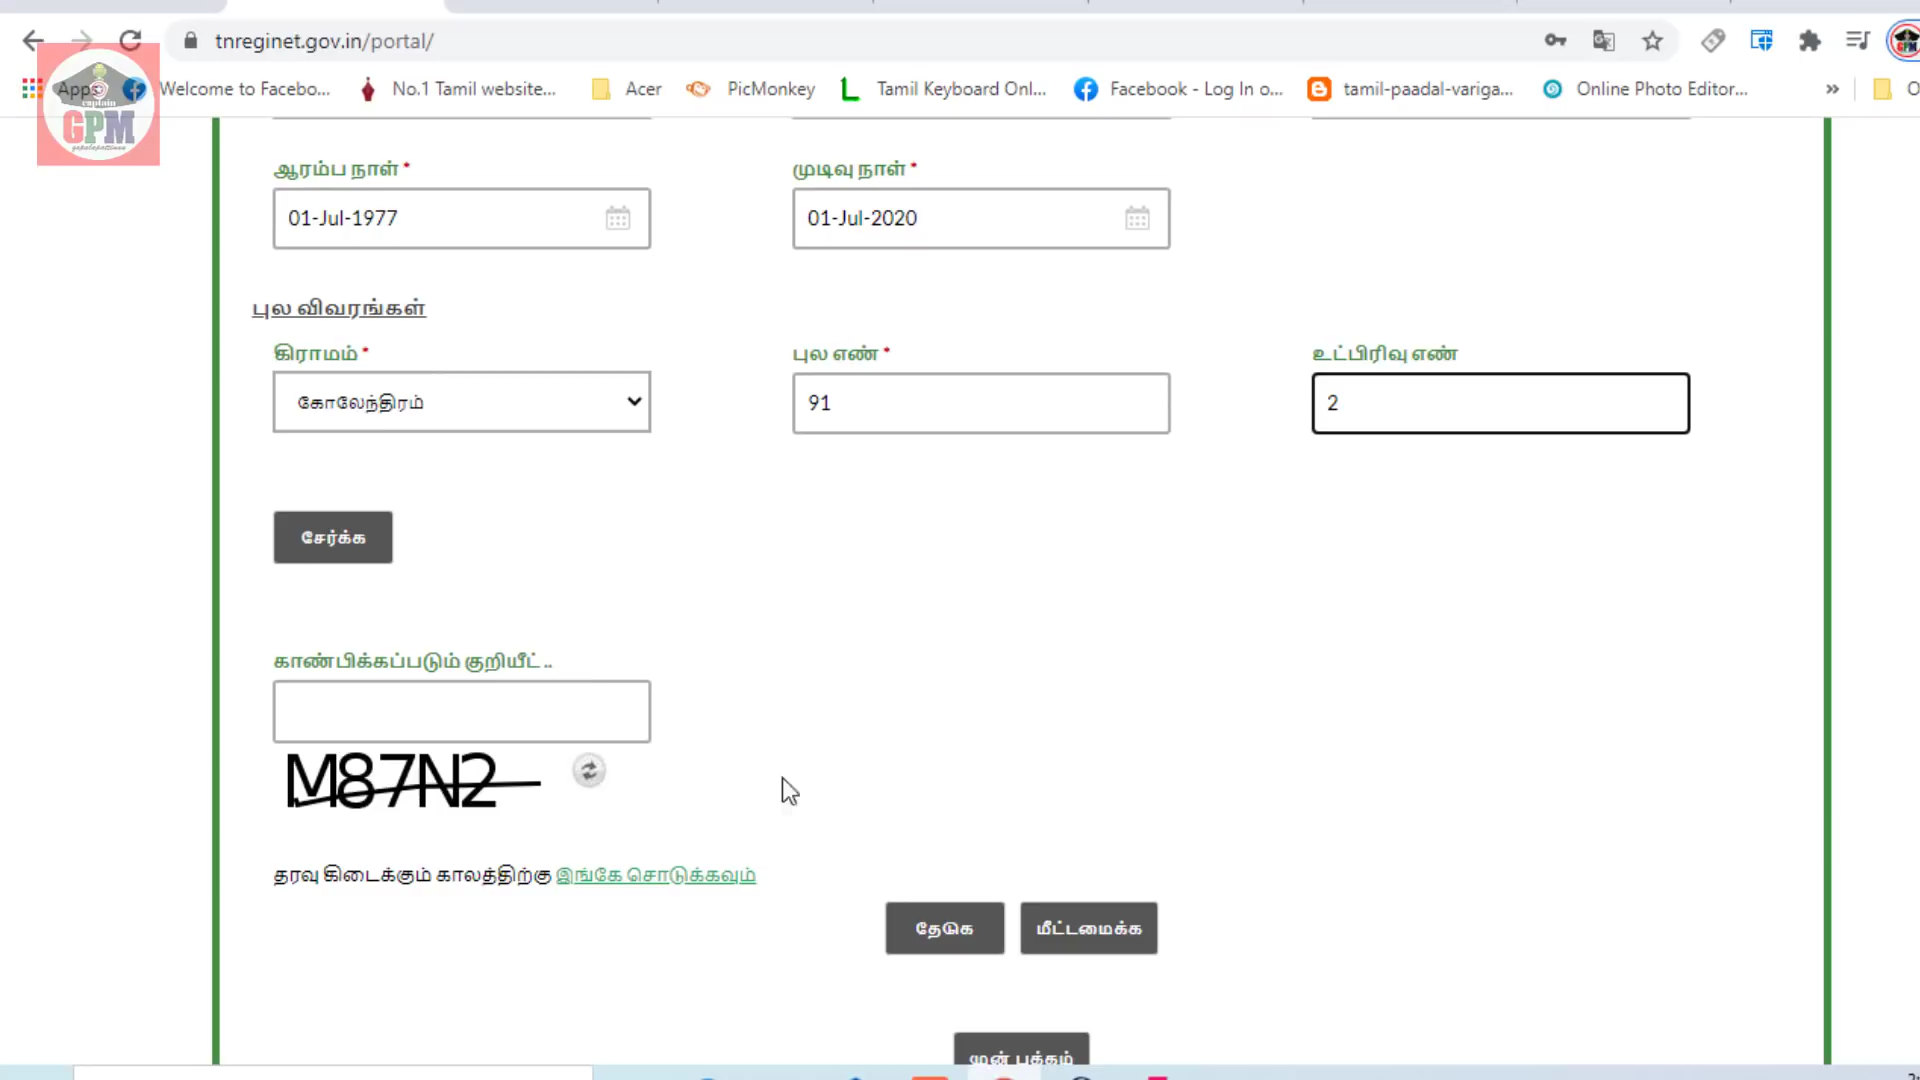 tnreginet.gov.in/portal/
Apps Welcome to Facebo... No.1 Tamil website... Acer PicMonkey Tamil Keyboard Onl... Facebook - Log In o... tamil-paadal-variga... Online Photo Editor... »
captain
GPM
ஆரம்ப நாள் * முடிவு நாள் *
01-Jul-1977 01-Jul-2020
புல விவரங்கள்
கிராமம் * புல எண் * உட்பிரிவு எண்
கோலேந்திரம் 91 2
சேர்க்க
காண்பிக்கப்படும் குறியீட் ..
M87N2
தரவு கிடைக்கும் காலத்திற்கு இங்கே சொடுக்கவும்
தேடுக மீட்டமைக்க
முன் பக்கம்